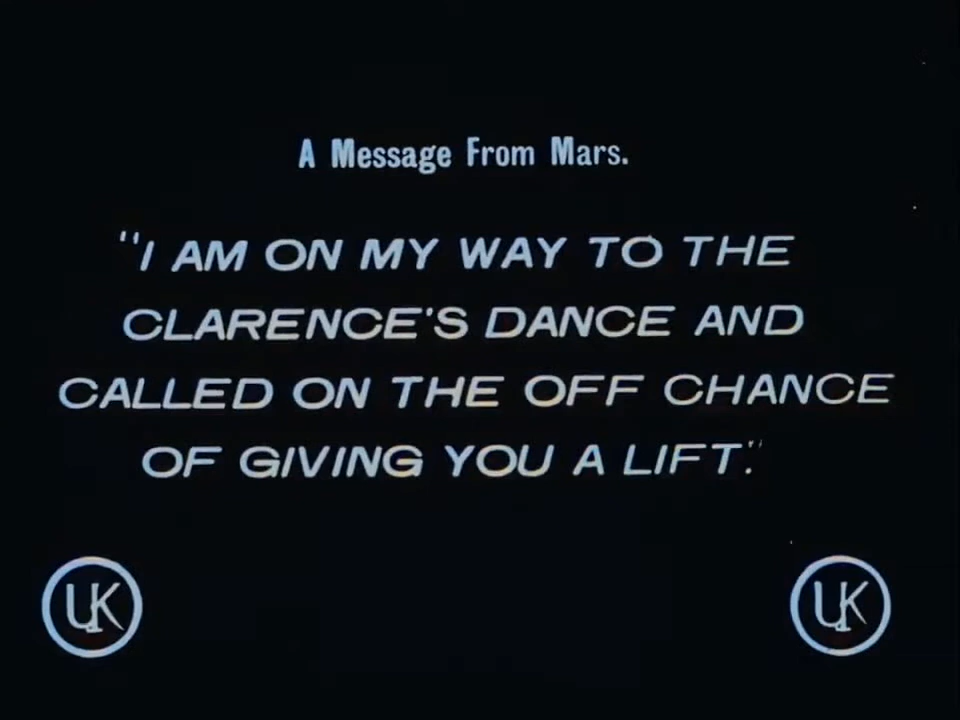 A Message From Mars.
"I AM ON MY WAY TO THE
CLARENCE'S DANCE AND
CALLED ON THE OFF CHANCE
OF GIVING YOU A LIFT."
UK UK